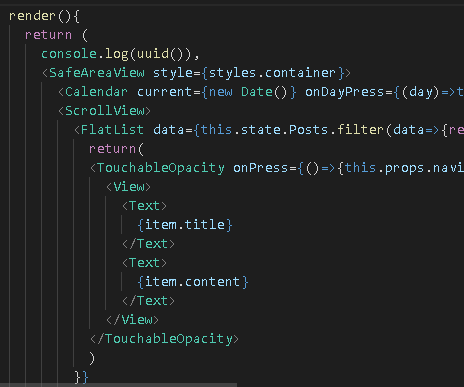 render(){
return (
console.log(uuid()),
<SafeAreaView style={styles.container}>
<Calendar current={new Date()} onDayPress={(day)=>t
<ScrollView>
<FlatList data={this.state.Posts.filter(data=>{re
return(
<TouchableOpacity onPress={()=>{this.props.navi
<View>
<Text>
{item.title}
</Text>
<Text>
{item.content}
</Text>
</View>
</TouchableOpacity>
)
}}